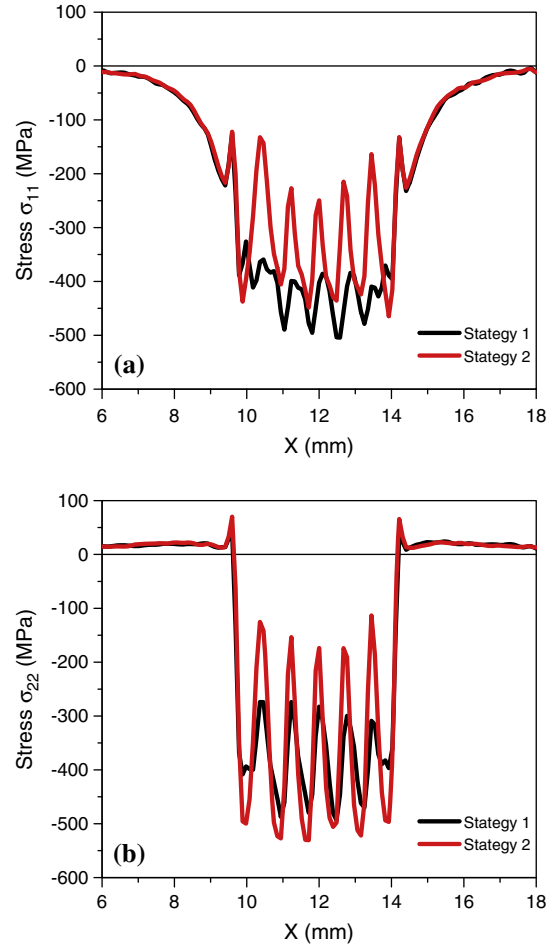 100
0
-100
-200
-300
-400
-500
-600
Stress σ11 (MPa)
(a)
Stategy 1
Stategy 2
6 8 10 12 14 16 18
X (mm)
100
0
-100
-200
-300
-400
-500
-600
Stress σ22 (MPa)
(b)
Stategy 1
Stategy 2
6 8 10 12 14 16 18
X (mm)